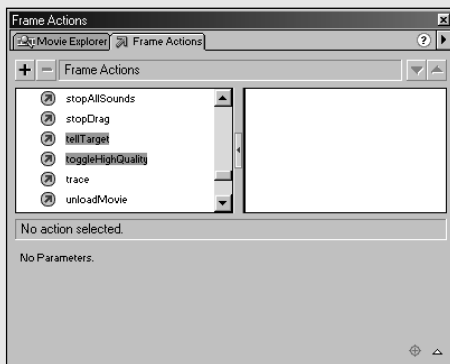 Frame Actions
Movie Explorer Frame Actions ?
+ − Frame Actions
stopAllSounds
stopDrag
tellTarget
toggleHighQuality
trace
unloadMovie
No action selected.
No Parameters.